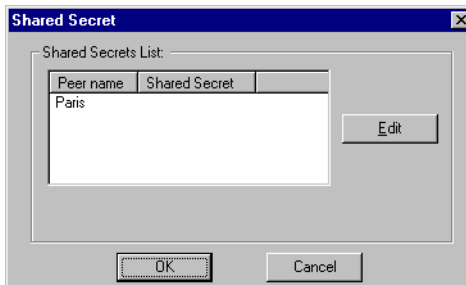 Shared Secret
Shared Secrets List:
Peer name Shared Secret
Paris
Edit
OK Cancel